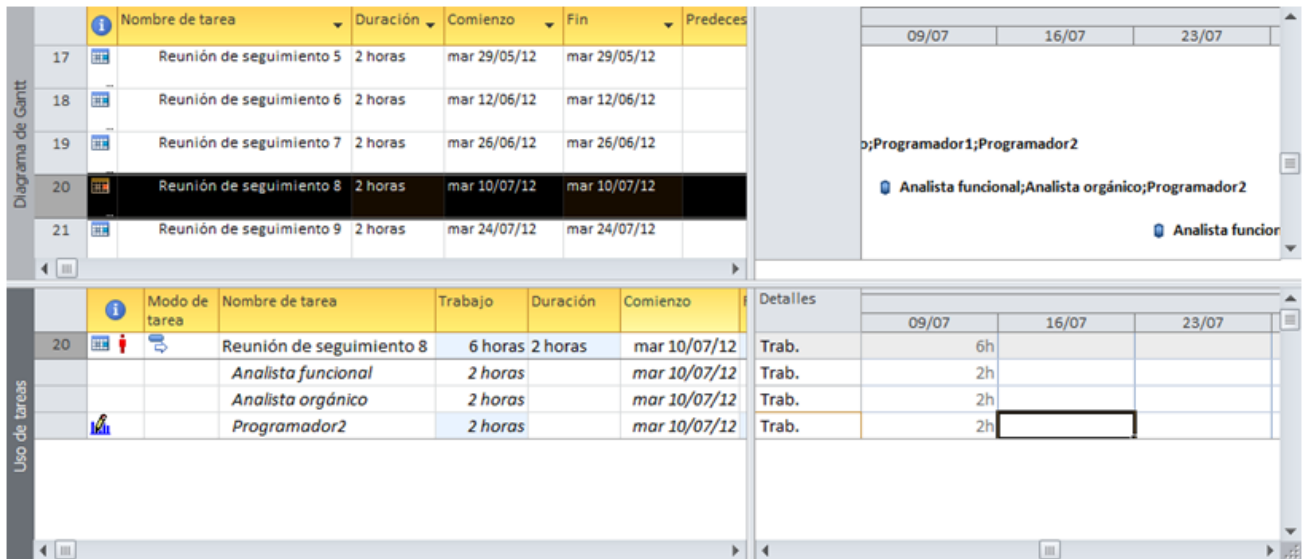 Diagrama de Gantt
Nombre de tarea Duración Comienzo Fin Predeces
09/07 16/07 23/07
17 Reunión de seguimiento 5 2 horas mar 29/05/12 mar 29/05/12
18 Reunión de seguimiento 6 2 horas mar 12/06/12 mar 12/06/12
19 Reunión de seguimiento 7 2 horas mar 26/06/12 mar 26/06/12 o;Programador1;Programador2
20 Reunión de seguimiento 8 2 horas mar 10/07/12 mar 10/07/12 Analista funcional;Analista orgánico;Programador2
21 Reunión de seguimiento 9 2 horas mar 24/07/12 mar 24/07/12 Analista funcion
Uso de tareas
Modo de tarea Nombre de tarea Trabajo Duración Comienzo F Detalles
09/07 16/07 23/07
20 Reunión de seguimiento 8 6 horas 2 horas mar 10/07/12 Trab. 6h
Analista funcional 2 horas mar 10/07/12 Trab. 2h
Analista orgánico 2 horas mar 10/07/12 Trab. 2h
Programador2 2 horas mar 10/07/12 Trab. 2h